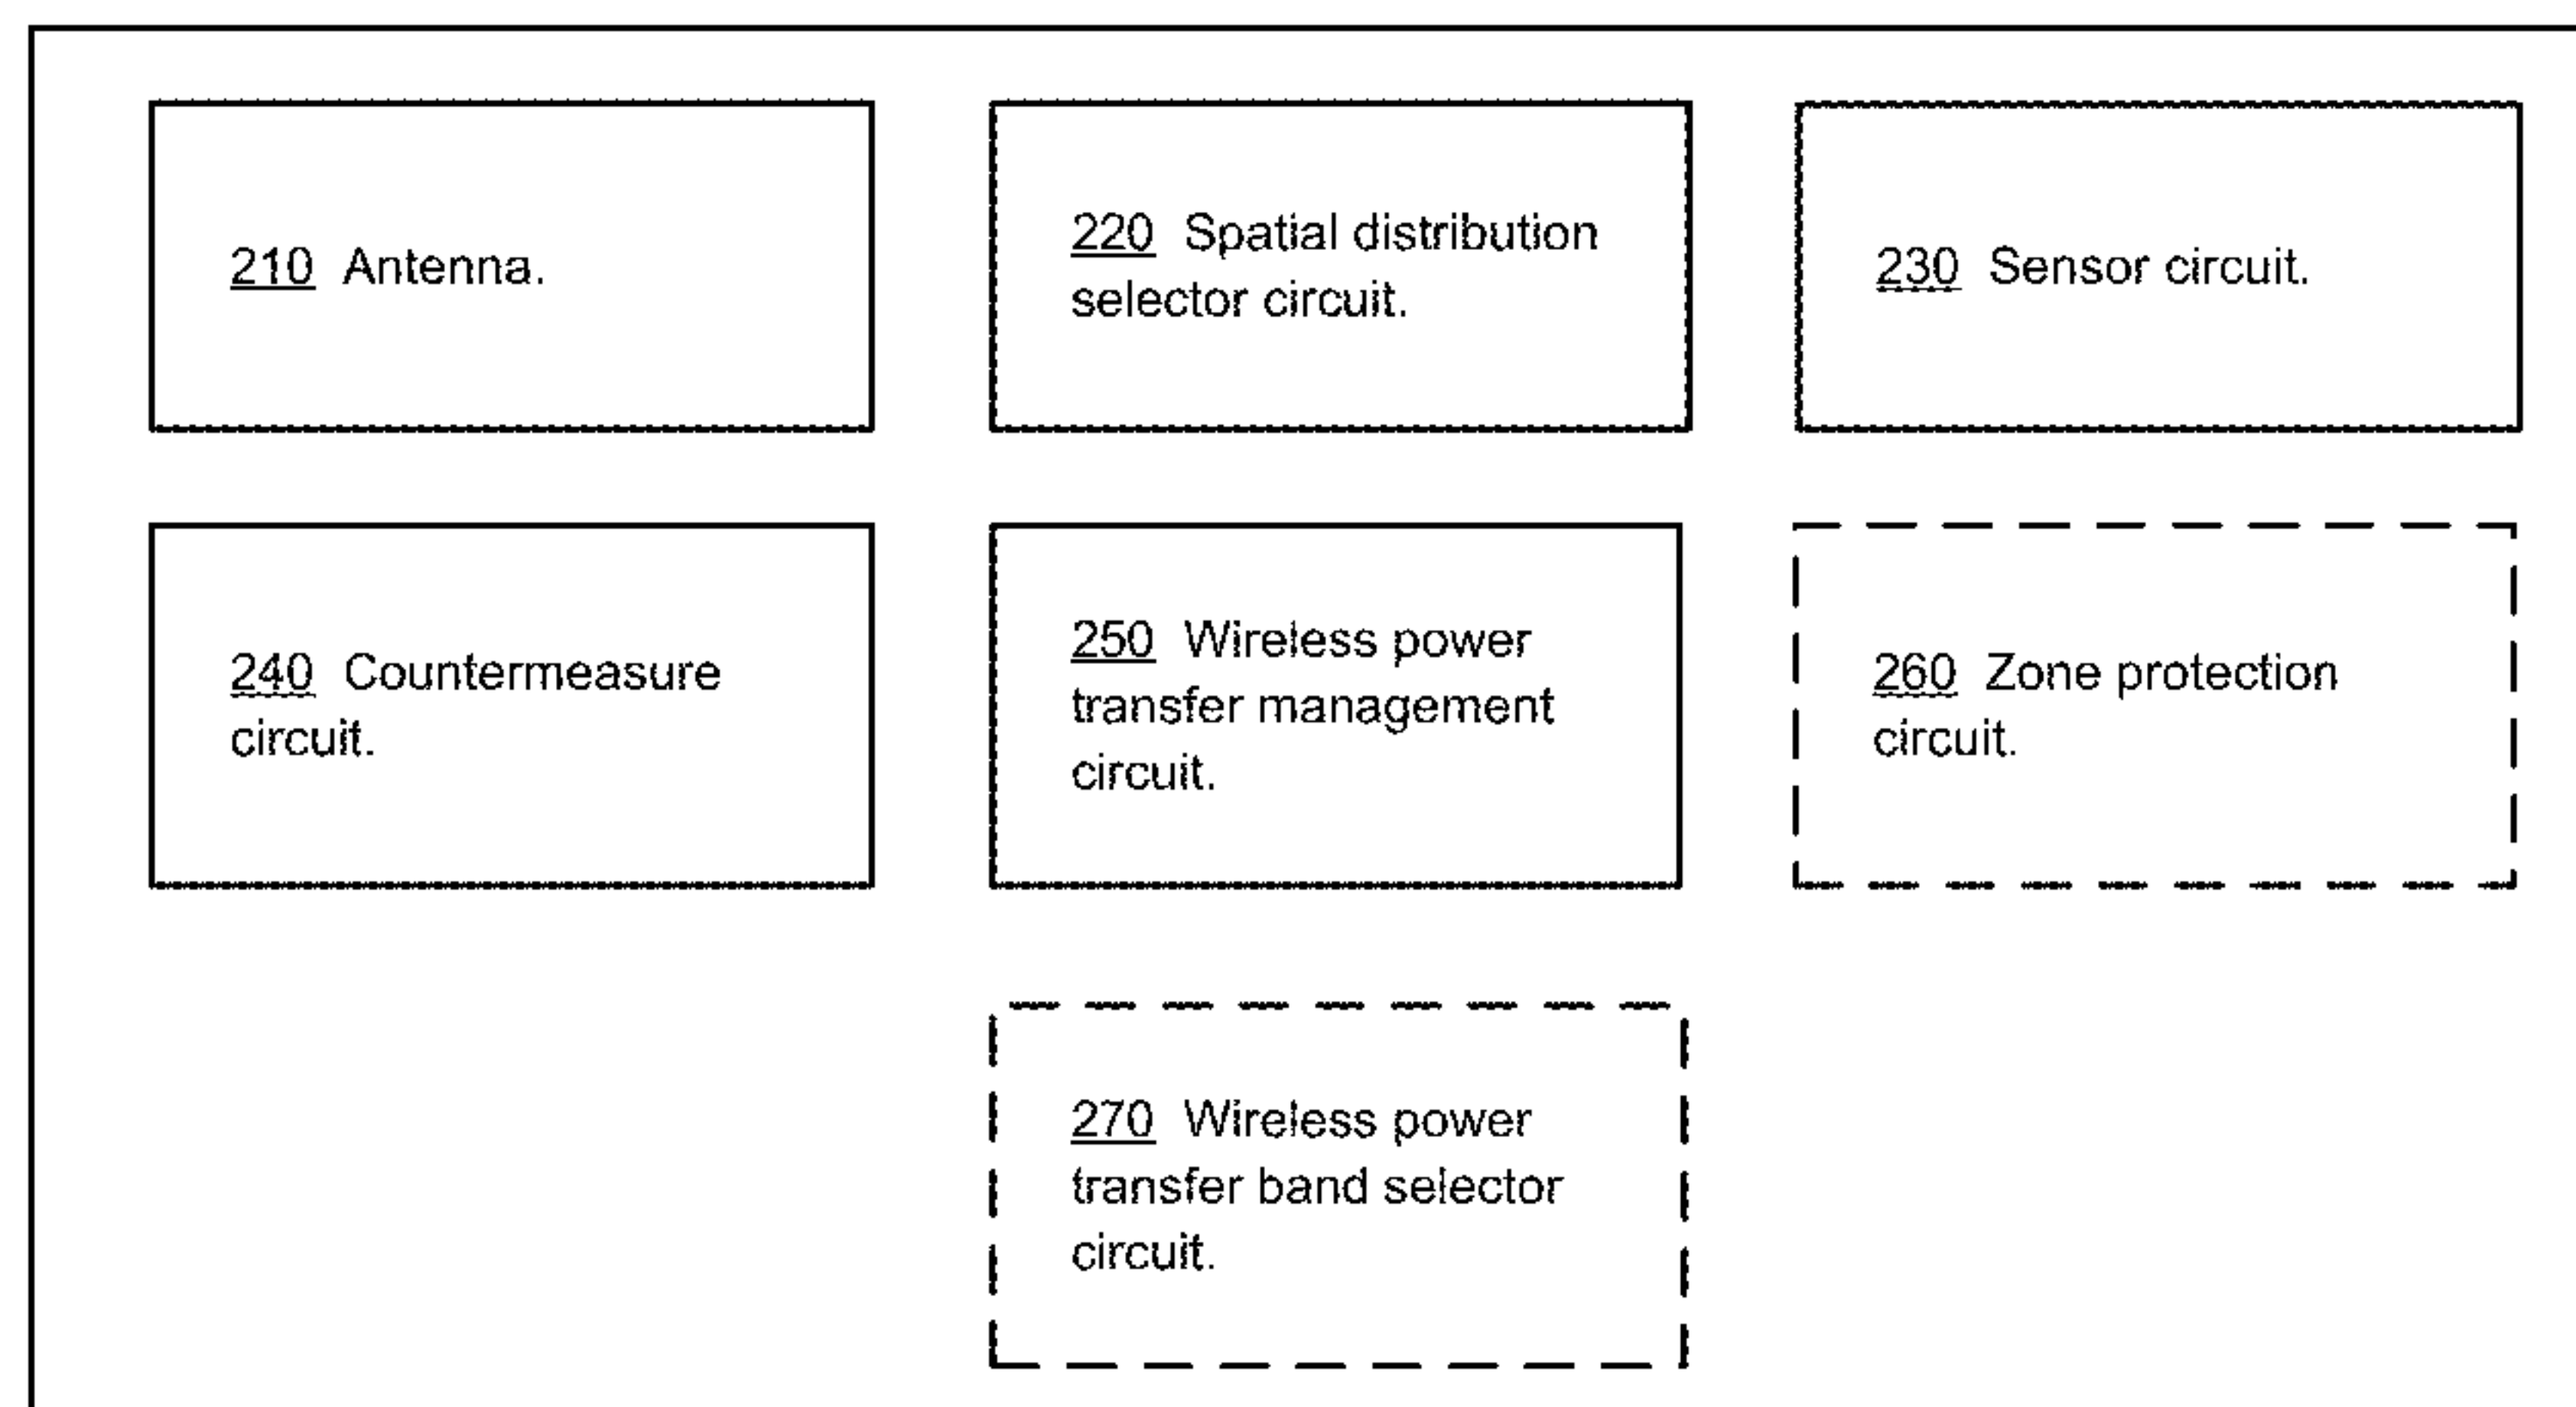 210 Antenna.
220 Spatial distribution
selector circuit.
230 Sensor circuit.
240 Countermeasure
circuit.
250 Wireless power
transfer management
circuit.
260 Zone protection
circuit.
270 Wireless power
transfer band selector
circuit.